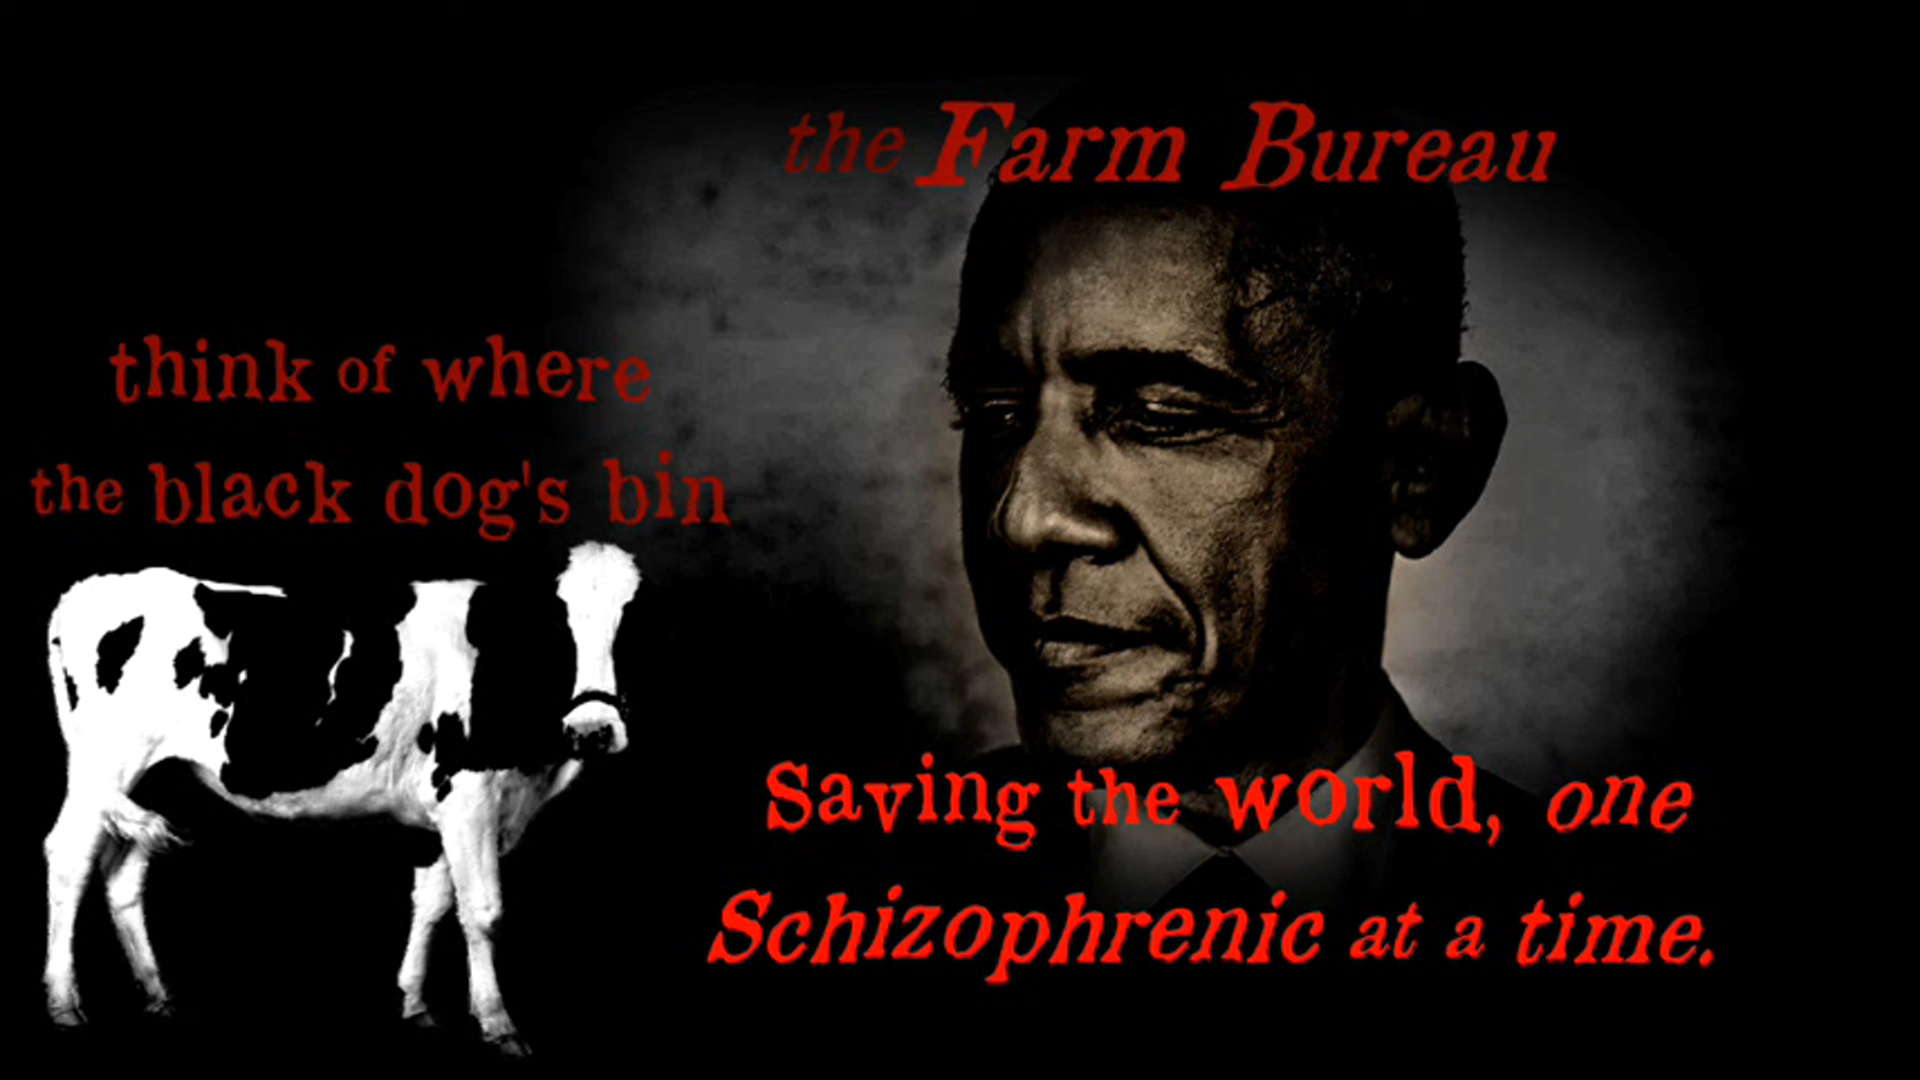 the Farm Bureau
think of where
the black dog's bin
Saving the world, one
Schizophrenic at a time.